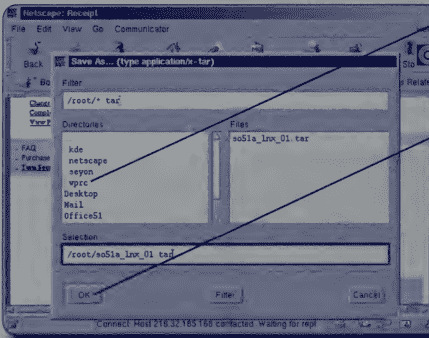 Netscape: Receipt
File Edit View Go Communicator
Back
Save As... (type application/x-tar)
Filter
/root/* tar
Directories
Files
kde
netscape
seyon
wprc
Desktop
Mail
Office51
so51a_lnx_01.tar
FAQ
Purchase
Selection
/root/so51a_lnx_01 tar
OK
Filter
Cancel
Connect: Host 216.32.165.168 contacted. Waiting for repl